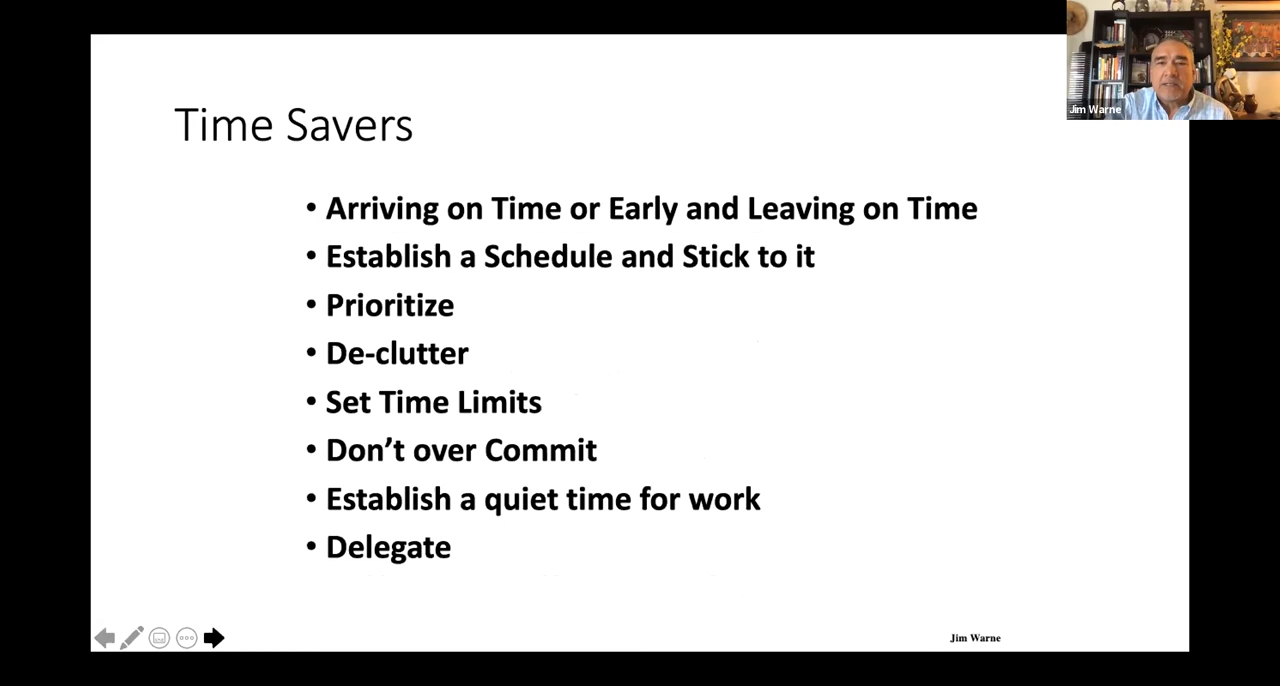 Time Savers
Jim Warne
• Arriving on Time or Early and Leaving on Time
• Establish a Schedule and Stick to it
• Prioritize
• De-clutter
• Set Time Limits
• Don’t over Commit
• Establish a quiet time for work
• Delegate
Jim Warne